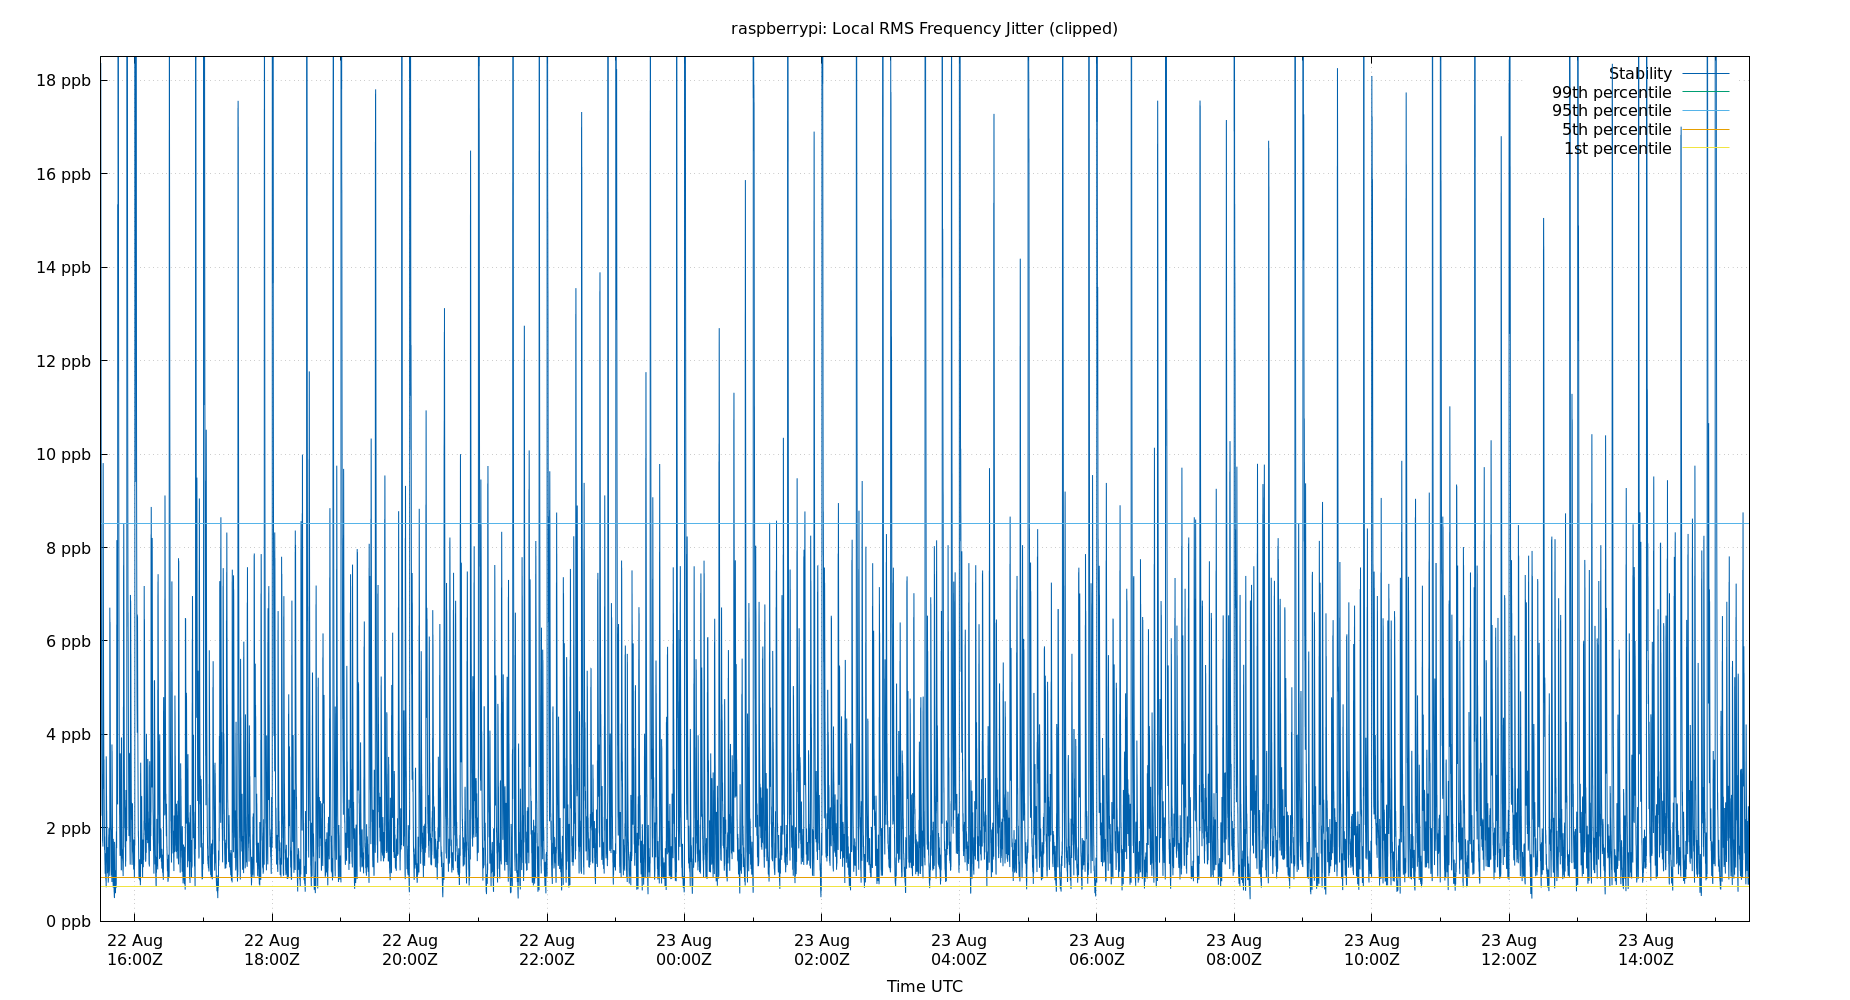 raspberrypi: Local RMS Frequency Jitter (clipped)
18 ppb
16 ppb
14 ppb
12 ppb
10 ppb
8 ppb
6 ppb
4 ppb
2 ppb
0 ppb
Stability
99th percentile
95th percentile
5th percentile
1st percentile
22 Aug 22 Aug 22 Aug 22 Aug 23 Aug 23 Aug 23 Aug 23 Aug 23 Aug 23 Aug 23 Aug 23 Aug
16:00Z 18:00Z 20:00Z 22:00Z 00:00Z 02:00Z 04:00Z 06:00Z 08:00Z 10:00Z 12:00Z 14:00Z
Time UTC